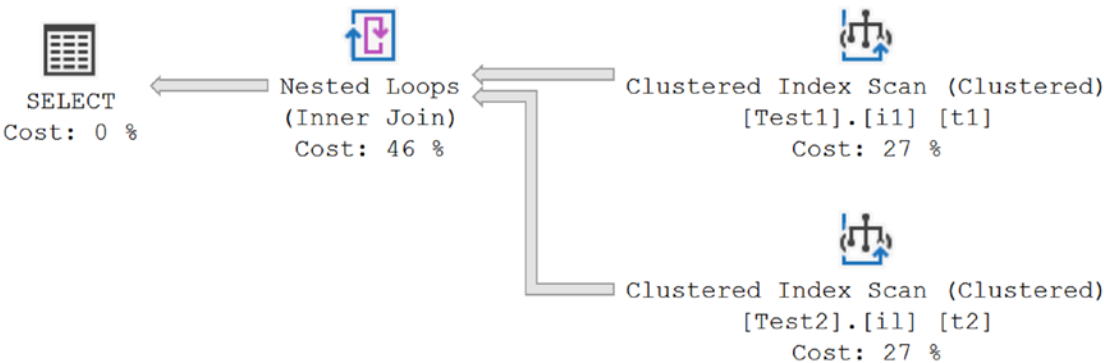 SELECT
Cost: 0 %
Nested Loops
(Inner Join)
Cost: 46 %
Clustered Index Scan (Clustered)
[Test1].[i1] [t1]
Cost: 27 %
Clustered Index Scan (Clustered)
[Test2].[il] [t2]
Cost: 27 %